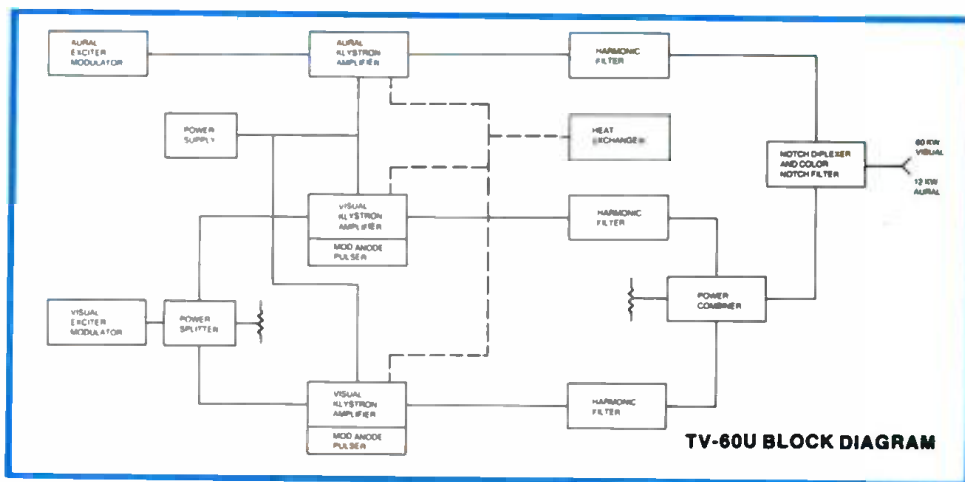 AURAL
EXCITER
MODULATOR
AURAL
KLYSTRON
AMPLIFIER
HARMONIC
FILTER
POWER
SUPPLY
HEAT
EXCHANGER
NOTCH DIPLEXER
AND COLOR
NOTCH FILTER
60 KW
VISUAL
12 KW
AURAL
VISUAL
KLYSTRON
AMPLIFIER
MOD ANODE
PULSER
HARMONIC
FILTER
VISUAL
EXCITER
MODULATOR
POWER
SPLITTER
POWER
COMBINER
VISUAL
KLYSTRON
AMPLIFIER
MOD ANODE
PULSER
HARMONIC
FILTER
TV-60U BLOCK DIAGRAM